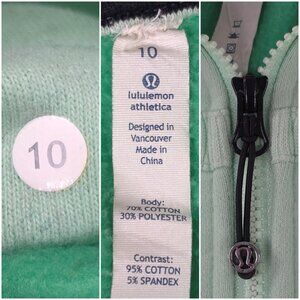 10
10
lululemon
athletica
Designed in
Vancouver
Made in
China
Body:
70% COTTON
30% POLYESTER
Contrast:
95% COTTON
5% SPANDEX